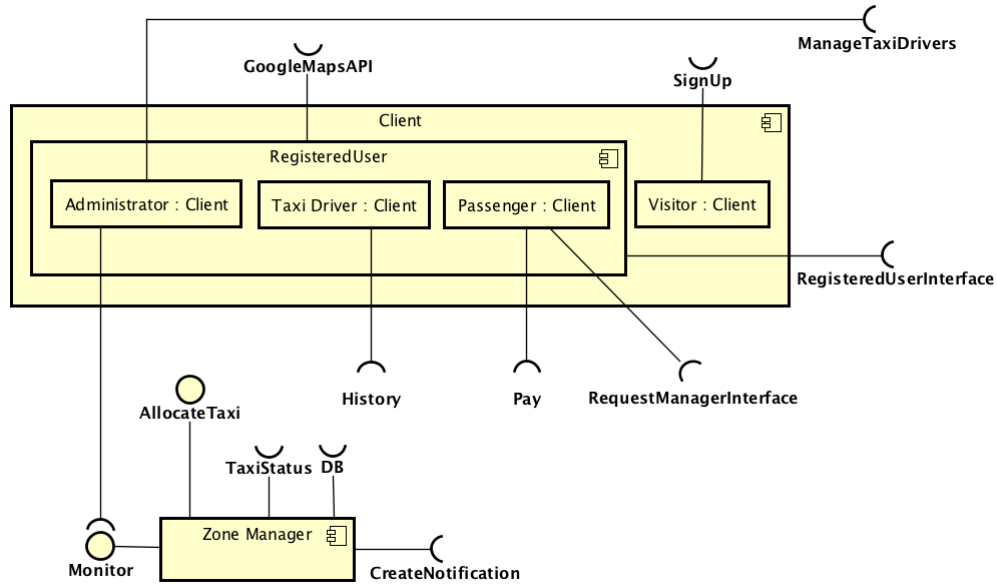 ManageTaxiDrivers
GoogleMapsAPI
SignUp
Client
RegisteredUser
Administrator : Client
Taxi Driver : Client
Passenger : Client
Visitor : Client
RegisteredUserInterface
History
Pay
RequestManagerInterface
AllocateTaxi
TaxiStatus
DB
Zone Manager
Monitor
CreateNotification